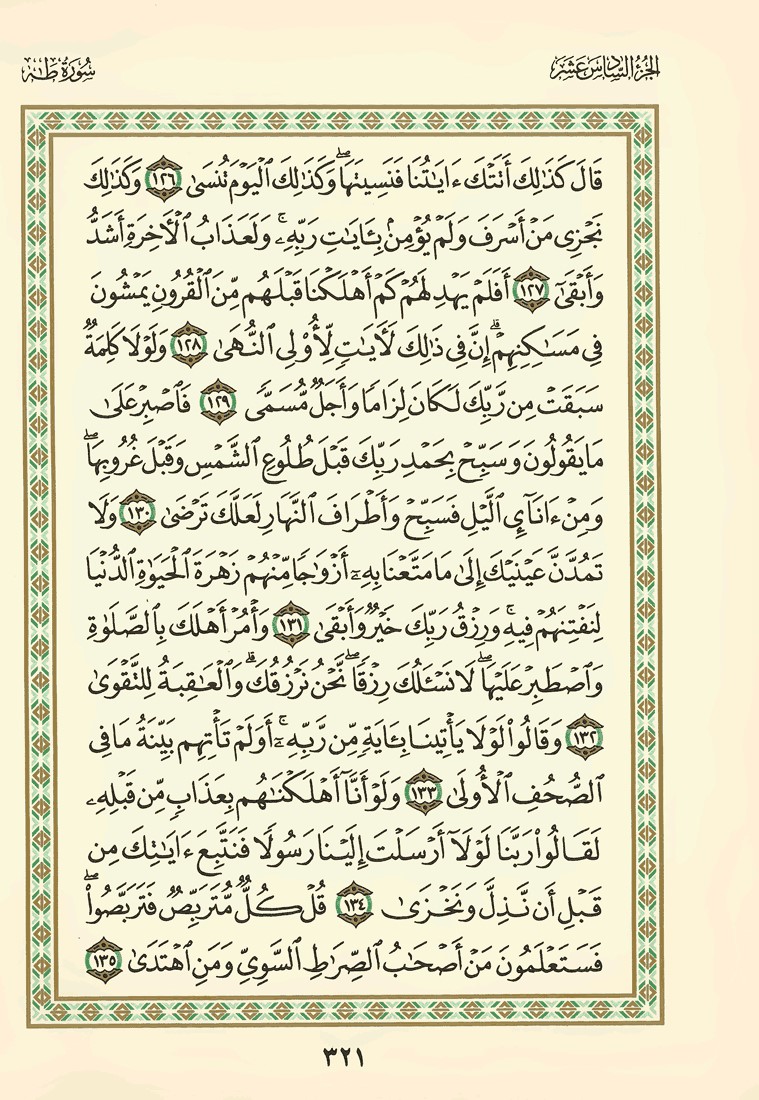 الجزء السادس عشر
سورة طه
قَالَ كَذَٰلِكَ أَتَتْكَ ءَايَٰتُنَا فَنَسِيتَهَا ۖ وَكَذَٰلِكَ ٱلْيَوْمَ تُنسَىٰ ١٢٦ وَكَذَٰلِكَ
نَجْزِى مَنْ أَسْرَفَ وَلَمْ يُؤْمِنۢ بِـَٔايَٰتِ رَبِّهِۦ ۚ وَلَعَذَابُ ٱلْءَاخِرَةِ أَشَدُّ
وَأَبْقَىٰٓ ١٢٧ أَفَلَمْ يَهْدِ لَهُمْ كَمْ أَهْلَكْنَا قَبْلَهُم مِّنَ ٱلْقُرُونِ يَمْشُونَ
فِى مَسَٰكِنِهِمْ ۗ إِنَّ فِى ذَٰلِكَ لَءَايَٰتٍ لِّأُو۟لِى ٱلنُّهَىٰ ١٢٨ وَلَوْلَا كَلِمَةٌ
سَبَقَتْ مِن رَّبِّكَ لَكَانَ لِزَامًا وَأَجَلٌ مُّسَمًّى ١٢٩ فَٱصْبِرْ عَلَىٰ
مَا يَقُولُونَ وَسَبِّحْ بِحَمْدِ رَبِّكَ قَبْلَ طُلُوعِ ٱلشَّمْسِ وَقَبْلَ غُرُوبِهَا ۖ
وَمِنْ ءَانَآئِ ٱلَّيْلِ فَسَبِّحْ وَأَطْرَافَ ٱلنَّهَارِ لَعَلَّكَ تَرْضَىٰ ١٣٠ وَلَا
تَمُدَّنَّ عَيْنَيْكَ إِلَىٰ مَا مَتَّعْنَا بِهِۦٓ أَزْوَٰجًا مِّنْهُمْ زَهْرَةَ ٱلْحَيَوٰةِ ٱلدُّنْيَا
لِنَفْتِنَهُمْ فِيهِ ۚ وَرِزْقُ رَبِّكَ خَيْرٌ وَأَبْقَىٰ ١٣١ وَأْمُرْ أَهْلَكَ بِٱلصَّلَوٰةِ
وَٱصْطَبِرْ عَلَيْهَا ۖ لَا نَسْـَٔلُكَ رِزْقًا ۖ نَّحْنُ نَرْزُقُكَ ۗ وَٱلْعَٰقِبَةُ لِلتَّقْوَىٰ
١٣٢ وَقَالُوا۟ لَوْلَا يَأْتِينَا بِـَٔايَةٍ مِّن رَّبِّهِۦٓ ۚ أَوَلَمْ تَأْتِهِم بَيِّنَةُ مَا فِى
ٱلصُّحُفِ ٱلْأُولَىٰ ١٣٣ وَلَوْ أَنَّآ أَهْلَكْنَٰهُم بِعَذَابٍ مِّن قَبْلِهِۦ
لَقَالُوا۟ رَبَّنَا لَوْلَآ أَرْسَلْتَ إِلَيْنَا رَسُولًا فَنَتَّبِعَ ءَايَٰتِكَ مِن
قَبْلِ أَن نَّذِلَّ وَنَخْزَىٰ ١٣٤ قُلْ كُلٌّ مُّتَرَبِّصٌ فَتَرَبَّصُوا۟ ۖ
فَسَتَعْلَمُونَ مَنْ أَصْحَٰبُ ٱلصِّرَٰطِ ٱلسَّوِىِّ وَمَنِ ٱهْتَدَىٰ ١٣٥
٣٢١